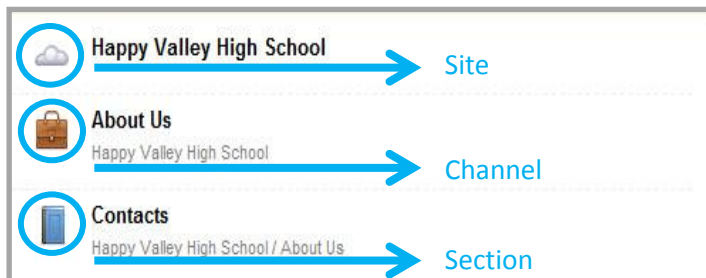 Happy Valley High School
Site
About Us
Happy Valley High School
Channel
Contacts
Happy Valley High School / About Us
Section